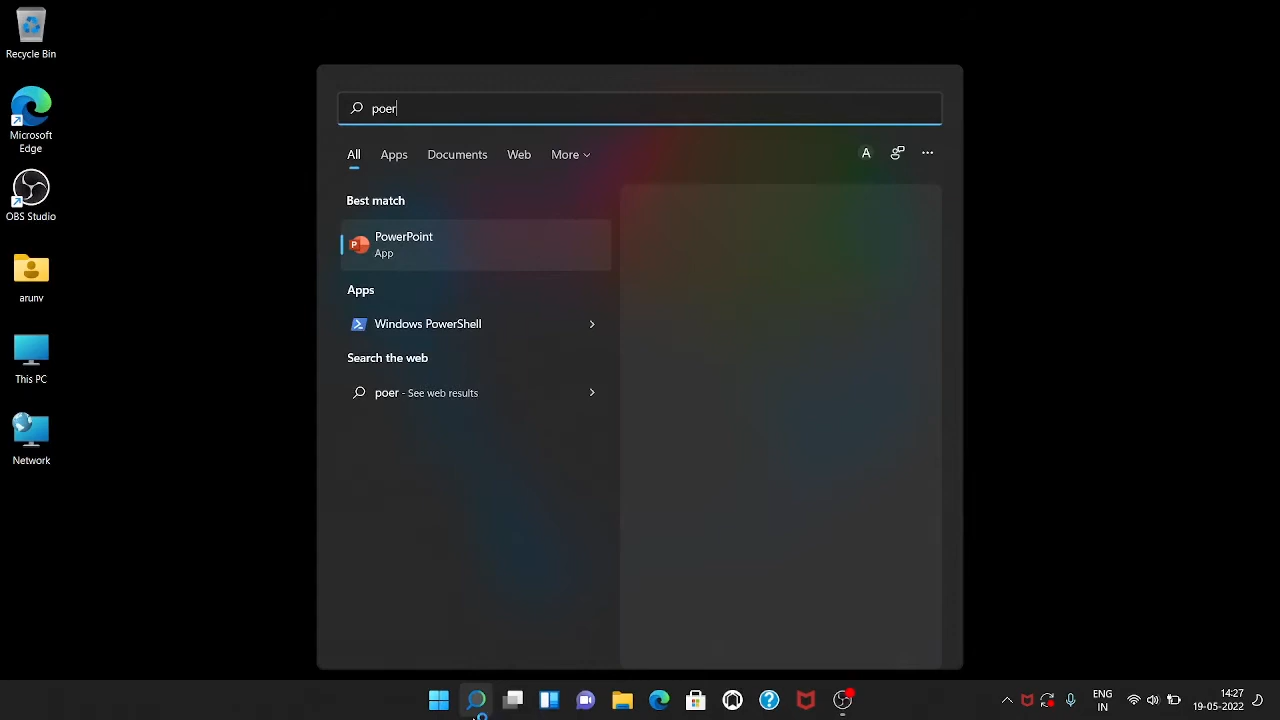 Recycle Bin
Microsoft
Edge
OBS Studio
arunv
This PC
Network
poer
All Apps Documents Web More
A
Best match
PowerPoint
App
Apps
Windows PowerShell
Search the web
poer - See web results
ENG
IN
14:27
19-05-2022